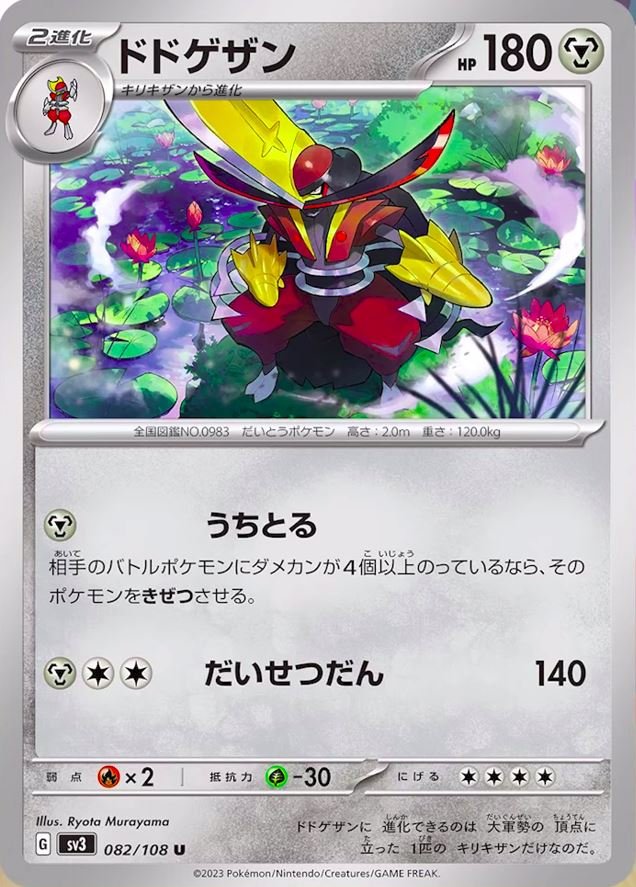 2進化
ドドゲザン
HP 180
キリキザンから進化
全国図鑑NO.0983 だいとうポケモン 高さ:2.0m 重さ:120.0kg
うちとる
相手のバトルポケモンにダメカンが4個以上のっているなら、その
ポケモンをきぜつさせる。
だいせつだん 140
弱点 ×2 抵抗力 -30 にげる
Illus. Ryota Murayama
G sv3 082/108 U
ドドゲザンに 進化できるのは 大軍勢の 頂点に
立った 1匹の キリキザンだけなのだ。
©2023 Pokémon/Nintendo/Creatures/GAME FREAK.